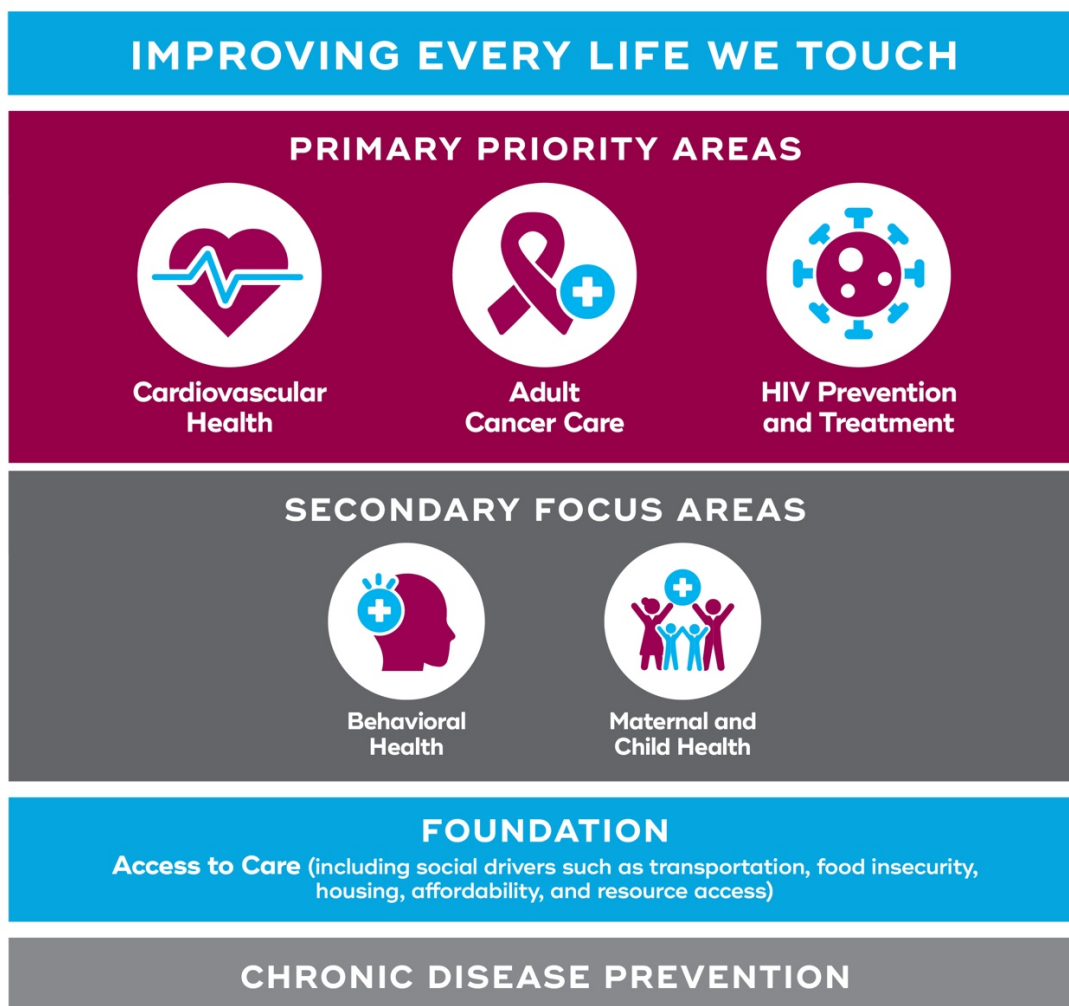 IMPROVING EVERY LIFE WE TOUCH
PRIMARY PRIORITY AREAS
Cardiovascular
Health
Adult
Cancer Care
HIV Prevention
and Treatment
SECONDARY FOCUS AREAS
Behavioral
Health
Maternal and
Child Health
FOUNDATION
Access to Care (including social drivers such as transportation, food insecurity,
housing, affordability, and resource access)
CHRONIC DISEASE PREVENTION